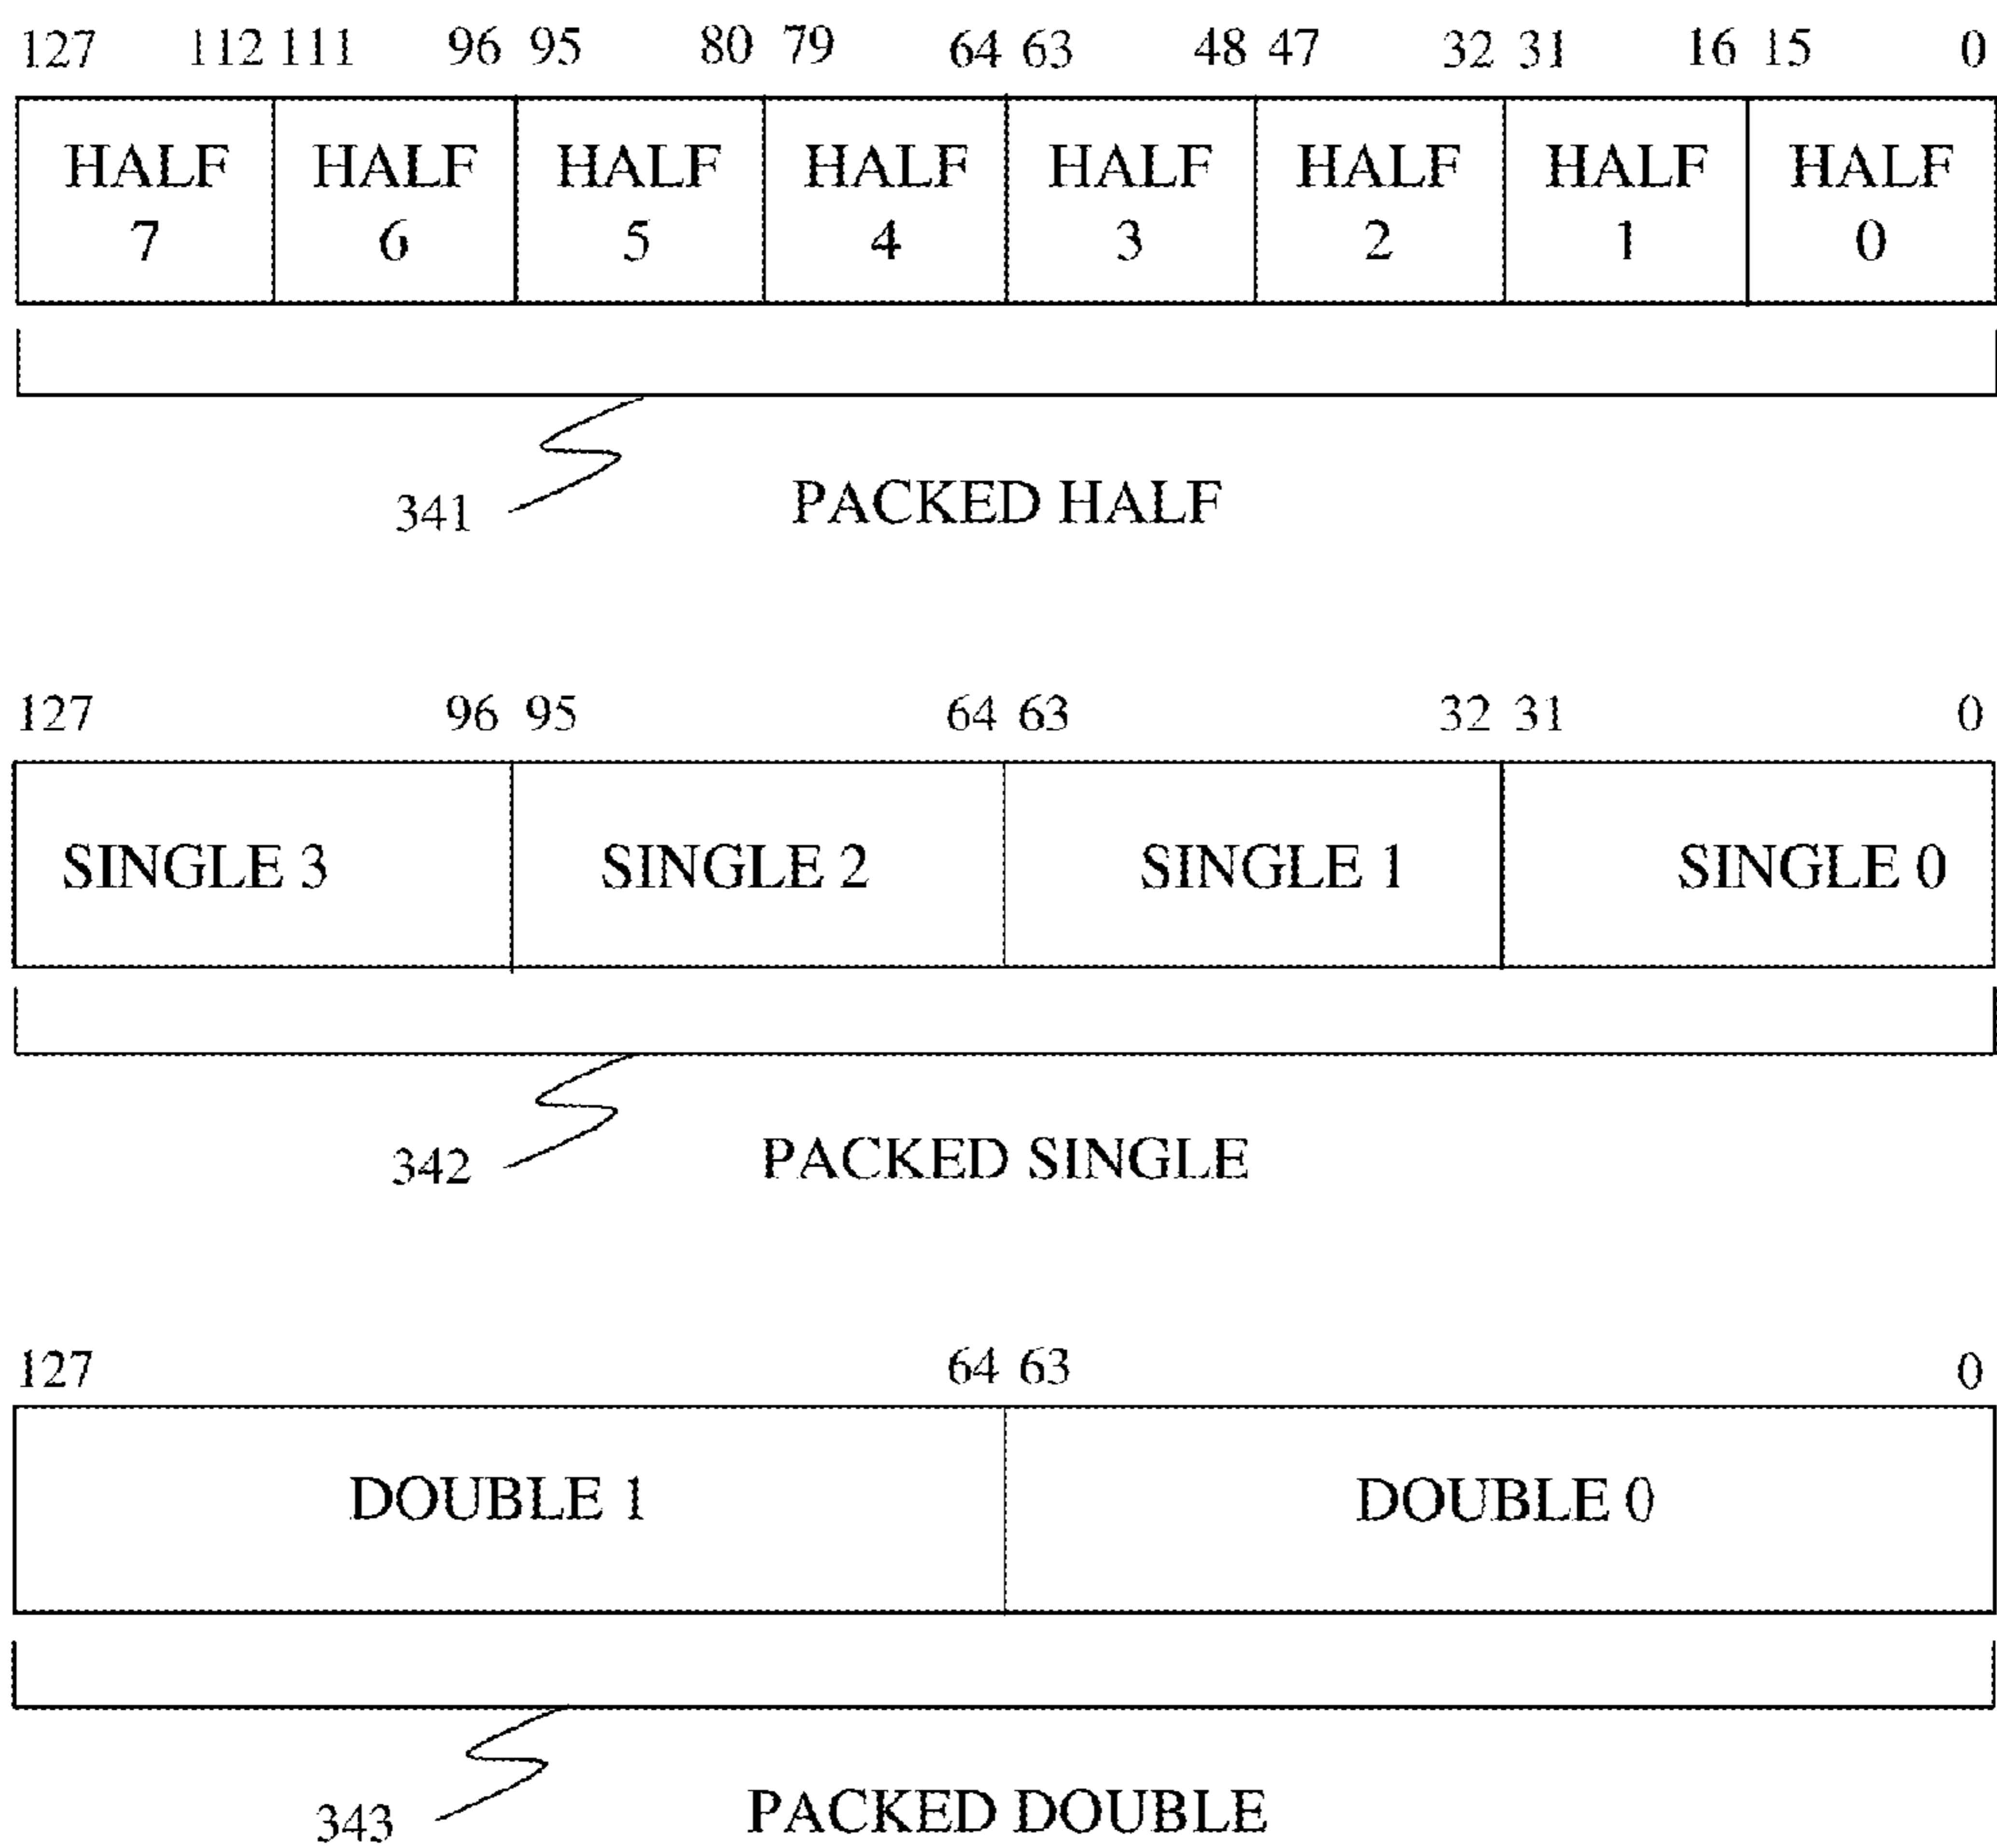 127 112 111 96 95 80 79 64 63 48 47 32 31 16 15 0
HALF HALF HALF HALF HALF HALF HALF HALF
7 6 5 4 3 2 1 0
341 PACKED HALF
127 96 95 64 63 32 31 0
SINGLE 3 SINGLE 2 SINGLE 1 SINGLE 0
342 PACKED SINGLE
127 64 63 0
DOUBLE 1 DOUBLE 0
343 PACKED DOUBLE